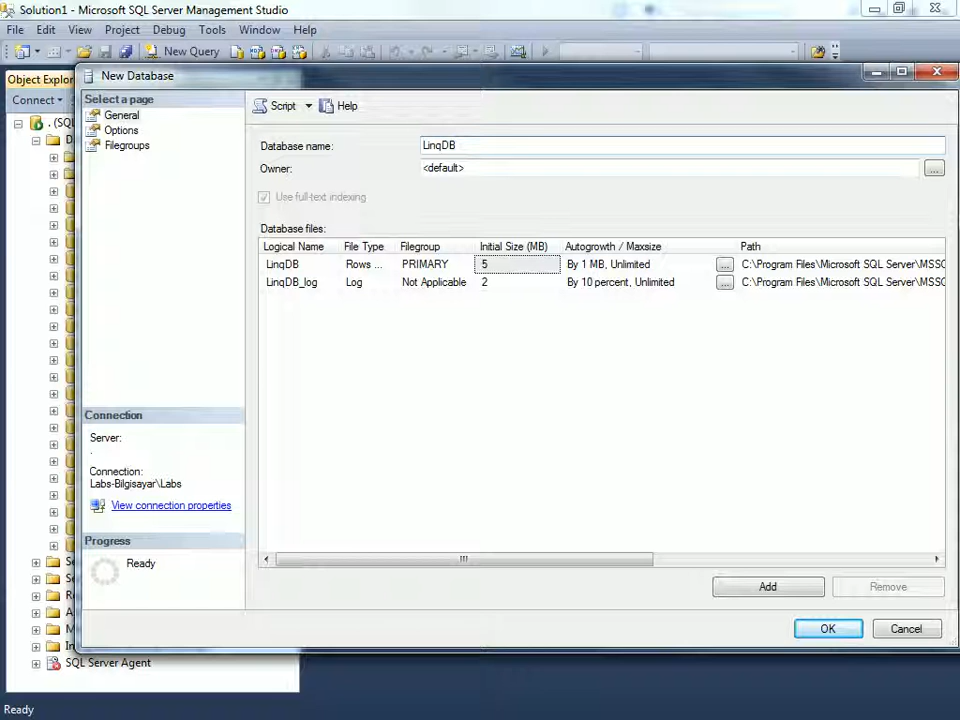 Solution1 - Microsoft SQL Server Management Studio
File Edit View Project Debug Tools Window Help
New Query
Object Explor
New Database
Connect
Select a page
General
Options
Filegroups
Script Help
Database name: LinqDB
Owner: <default> ...
Use full-text indexing
Database files:
Logical Name File Type Filegroup Initial Size (MB) Autogrowth / Maxsize Path
LinqDB Rows ... PRIMARY 5 By 1 MB, Unlimited ... C:\Program Files\Microsoft SQL Server\MSSQ
LinqDB_log Log Not Applicable 2 By 10 percent, Unlimited ... C:\Program Files\Microsoft SQL Server\MSSQ
. (SQ
D
Connection
Server:
.
Connection:
Labs-Bilgisayar\Labs
View connection properties
Progress
Ready
Add Remove
OK Cancel
Se
Se
R
A
M
In
SQL Server Agent
Ready